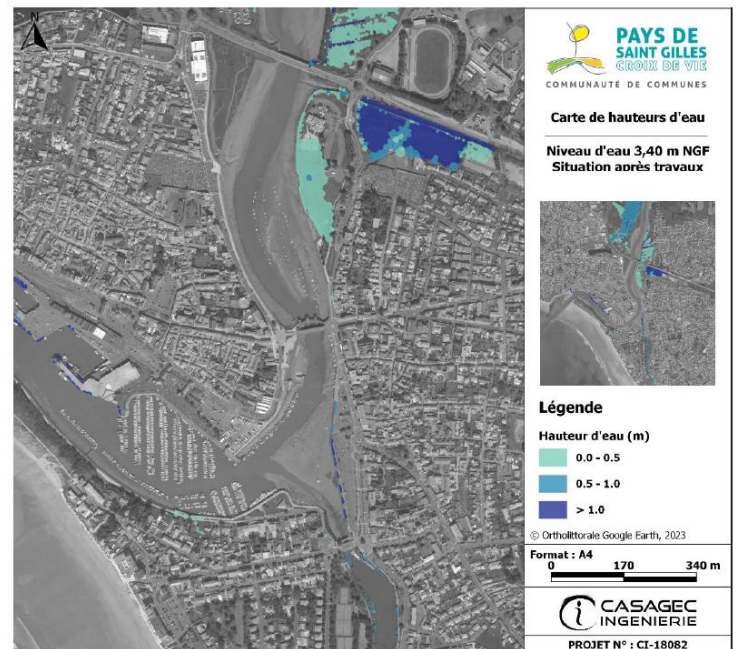 N
PAYS DE
SAINT GILLES
CROIX DE VIE
COMMUNAUTÉ DE COMMUNES
Carte de hauteurs d'eau
Niveau d'eau 3,40 m NGF
Situation après travaux
Légende
Hauteur d'eau (m)
0.0 - 0.5
0.5 - 1.0
> 1.0
© Ortholittorale Google Earth, 2023
Format : A4
0 170 340 m
CASAGEC
INGENIERIE
PROJET N° : CI-18082